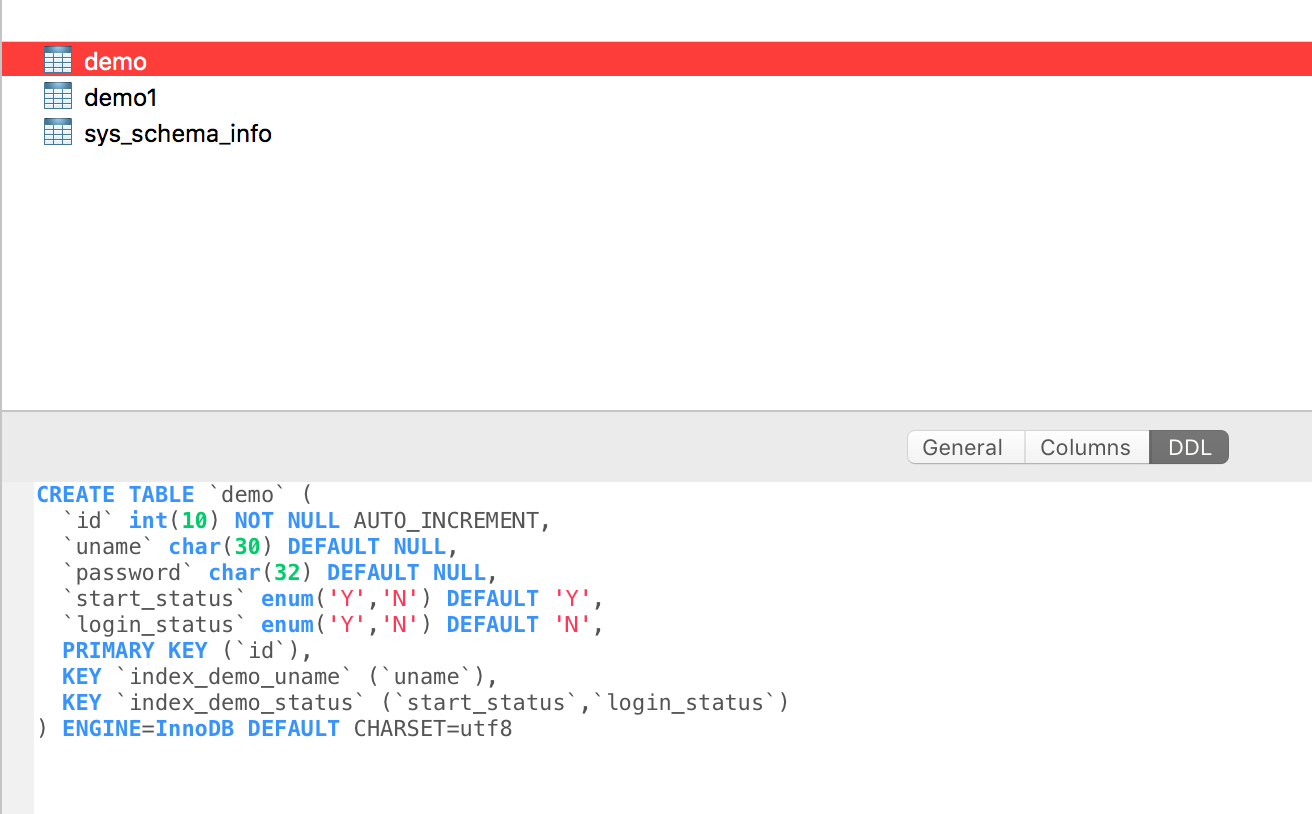 demo
demo1
sys_schema_info
General Columns DDL
CREATE TABLE `demo` (
  `id` int(10) NOT NULL AUTO_INCREMENT,
  `uname` char(30) DEFAULT NULL,
  `password` char(32) DEFAULT NULL,
  `start_status` enum('Y','N') DEFAULT 'Y',
  `login_status` enum('Y','N') DEFAULT 'N',
  PRIMARY KEY (`id`),
  KEY `index_demo_uname` (`uname`),
  KEY `index_demo_status` (`start_status`,`login_status`)
) ENGINE=InnoDB DEFAULT CHARSET=utf8